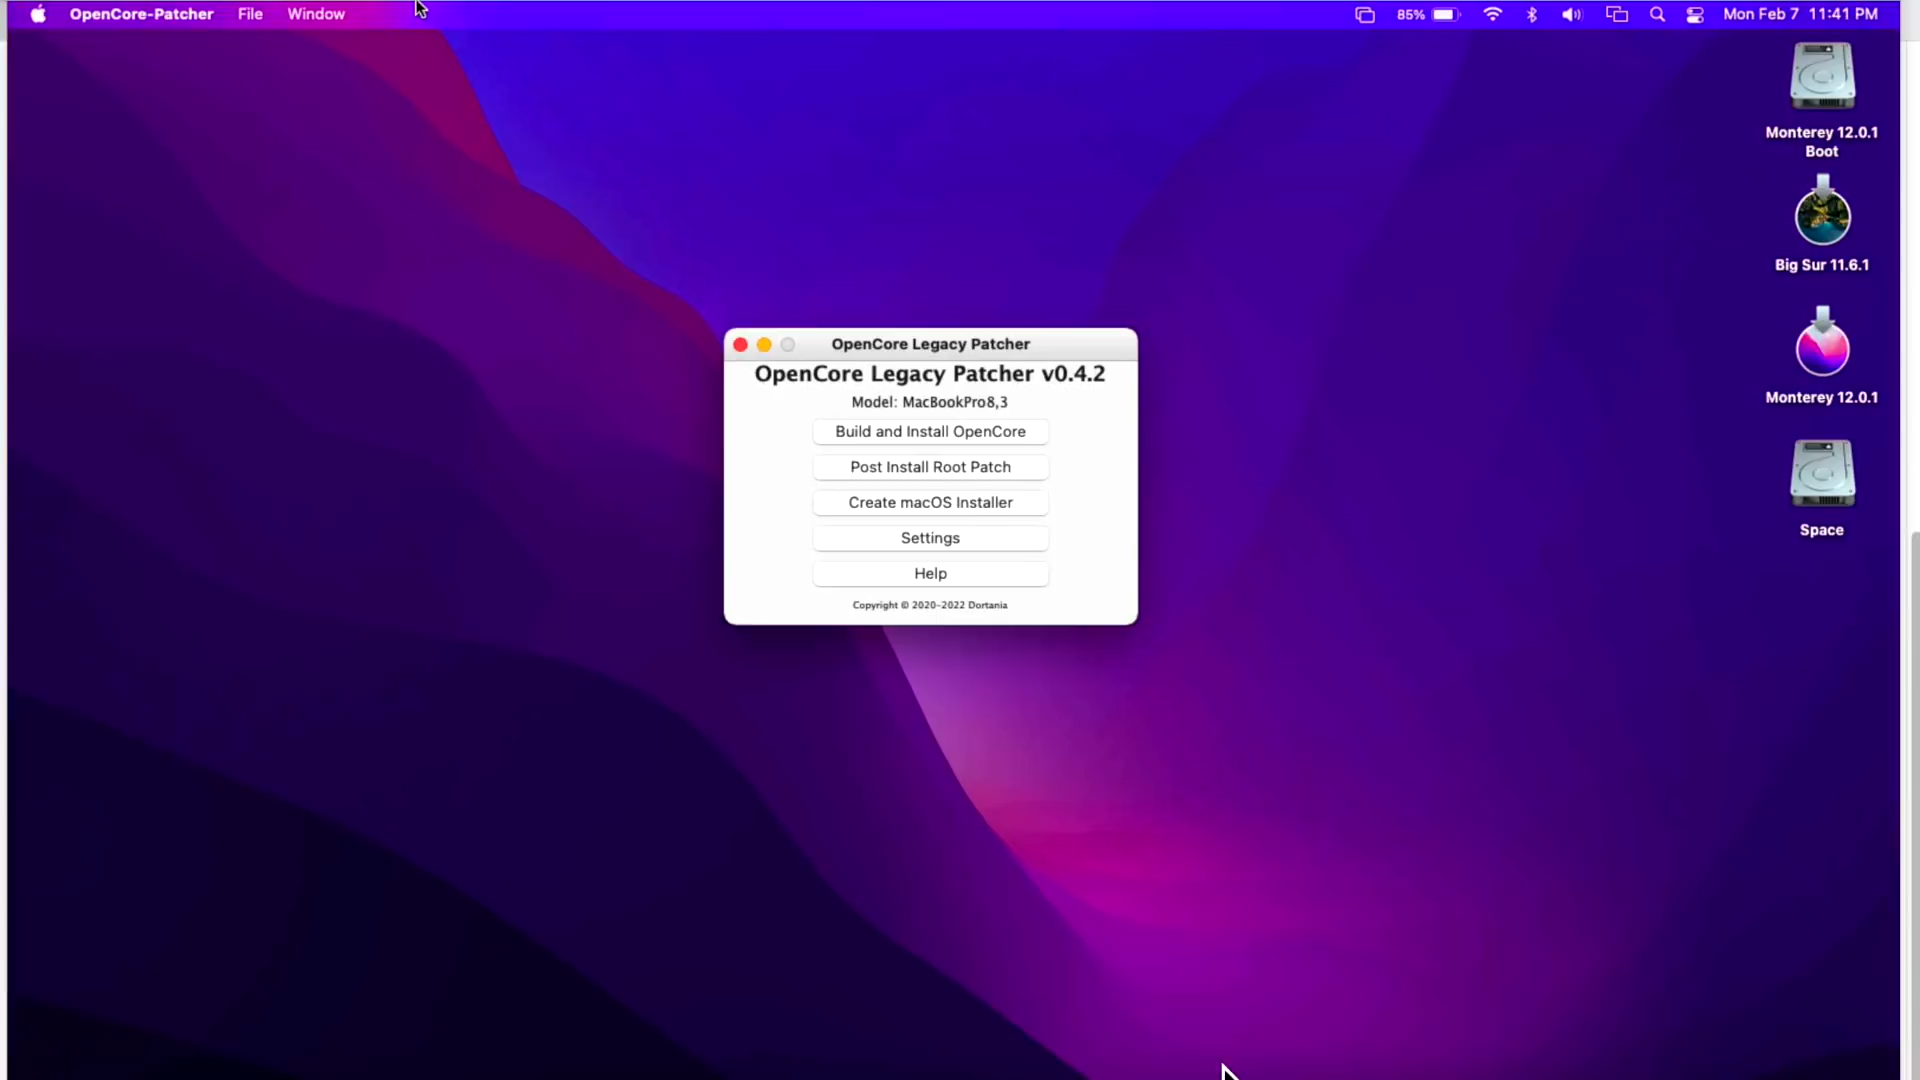 OpenCore-Patcher File Window 85% Mon Feb 7 11:41 PM
Monterey 12.0.1
Boot
Big Sur 11.6.1
Monterey 12.0.1
Space
OpenCore Legacy Patcher
OpenCore Legacy Patcher v0.4.2
Model: MacBookPro8,3
Build and Install OpenCore
Post Install Root Patch
Create macOS Installer
Settings
Help
Copyright © 2020-2022 Dortania